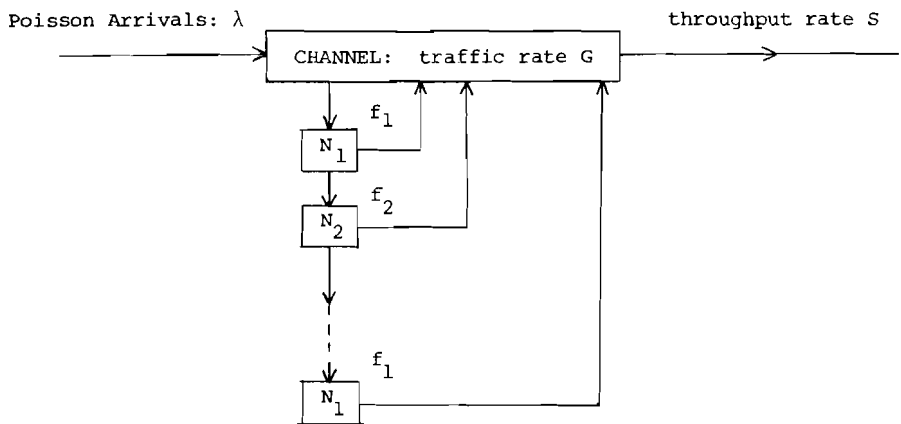 Poisson Arrivals: λ
throughput rate S
CHANNEL: traffic rate G
f₁
N₁
f₂
N₂
f₁
N₁